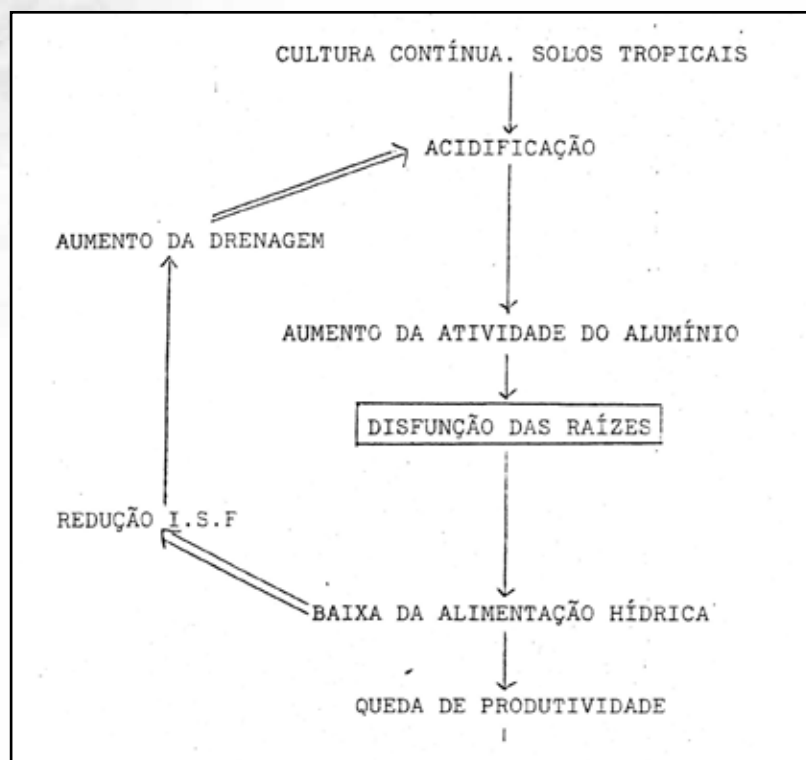 CULTURA CONTÍNUA. SOLOS TROPICAIS
ACIDIFICAÇÃO
AUMENTO DA DRENAGEM
AUMENTO DA ATIVIDADE DO ALUMÍNIO
DISFUNÇÃO DAS RAÍZES
REDUÇÃO I.S.F
BAIXA DA ALIMENTAÇÃO HÍDRICA
QUEDA DE PRODUTIVIDADE